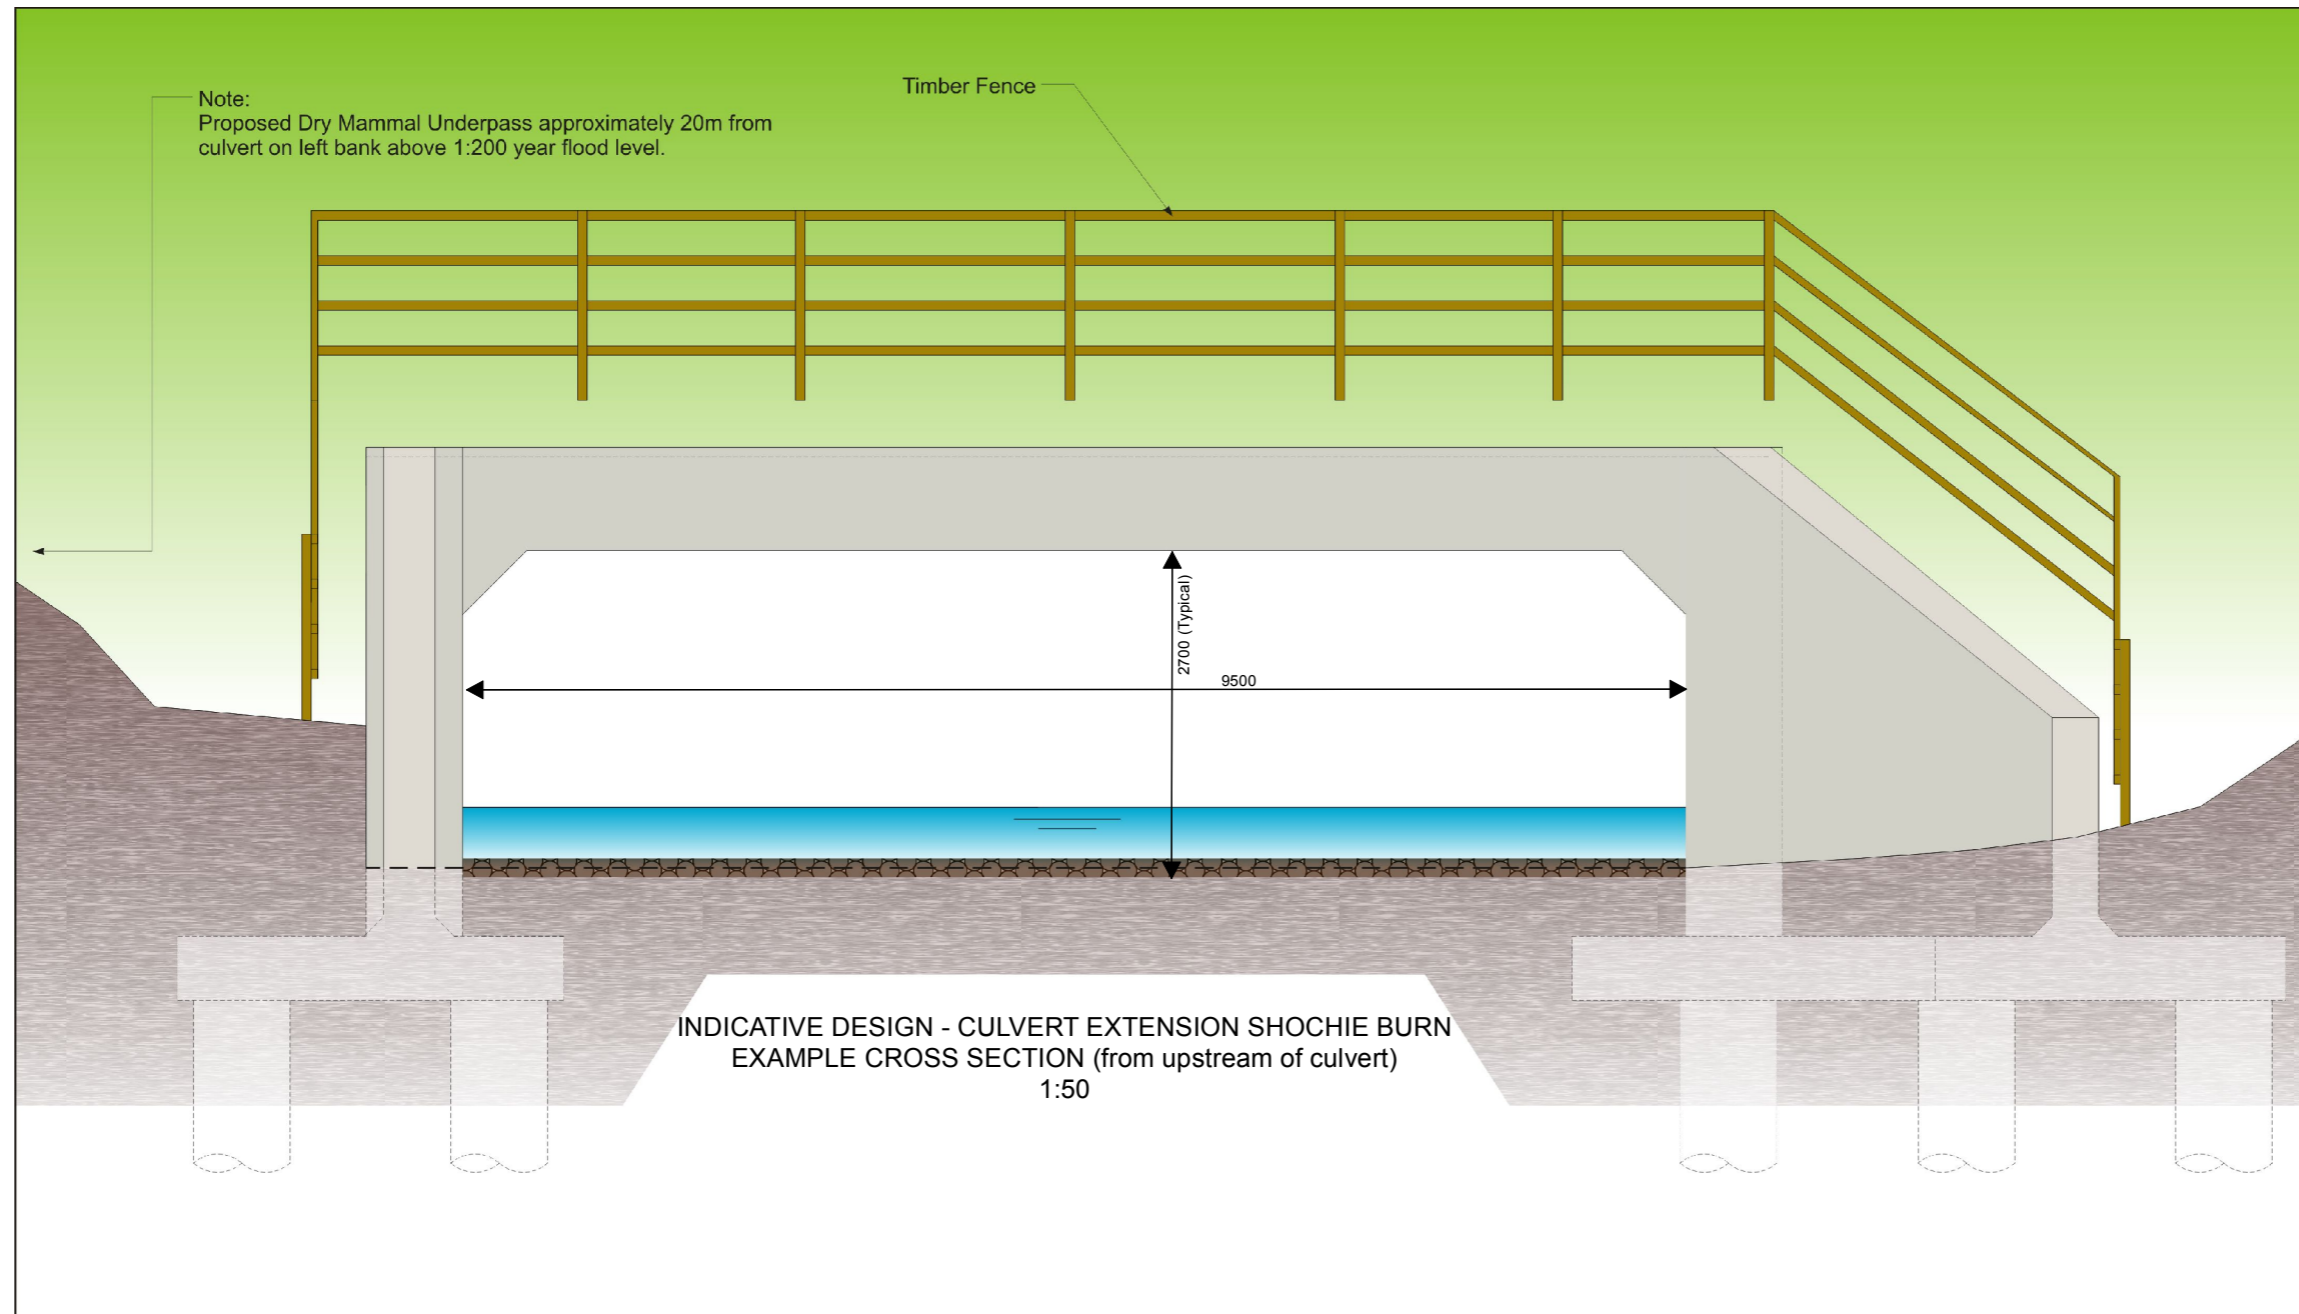 Note:
Proposed Dry Mammal Underpass approximately 20m from
culvert on left bank above 1:200 year flood level.
Timber Fence
2700 (Typical)
9500
INDICATIVE DESIGN - CULVERT EXTENSION SHOCHIE BURN
EXAMPLE CROSS SECTION (from upstream of culvert)
1:50